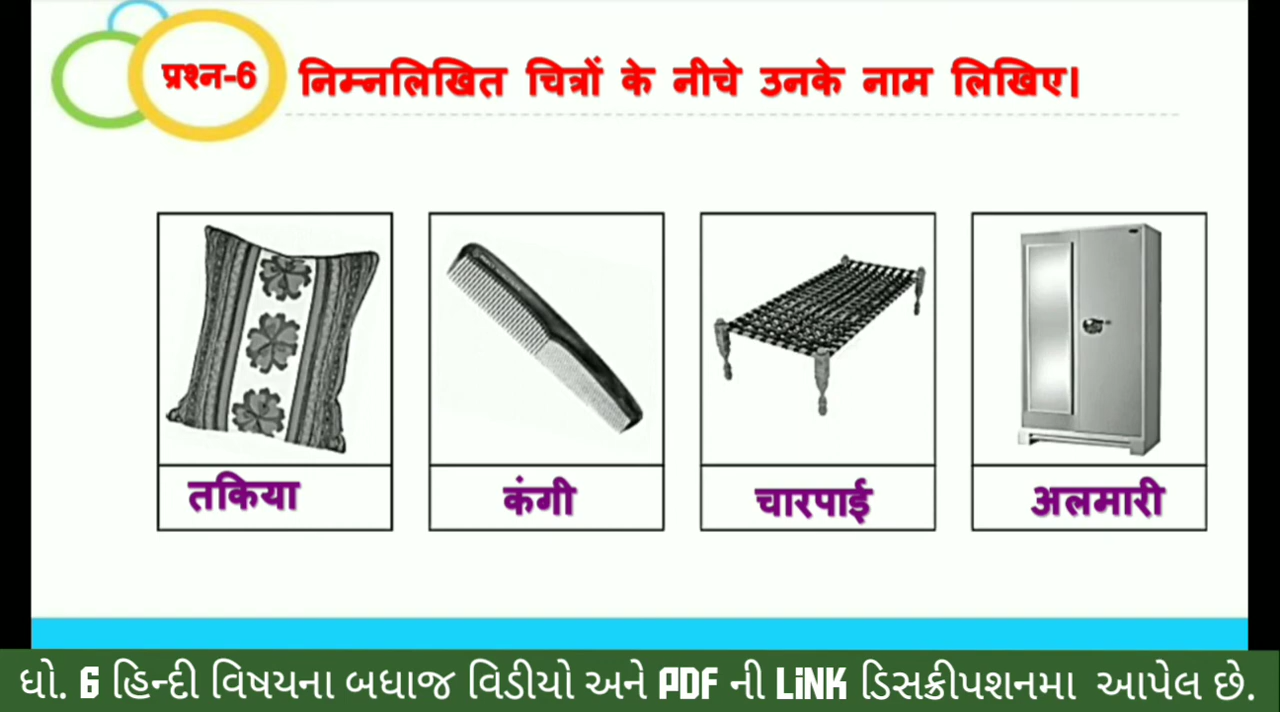 प्रश्न-6 निम्नलिखित चित्रों के नीचे उनके नाम लिखिए।
तकिया कंगी चारपाई अलमारी
ધો. 6 હિન્દી વિષયના બધાજ વિડીયો અને PDF ની LiNK ડિસક્રીપશનમા આપેલ છે.